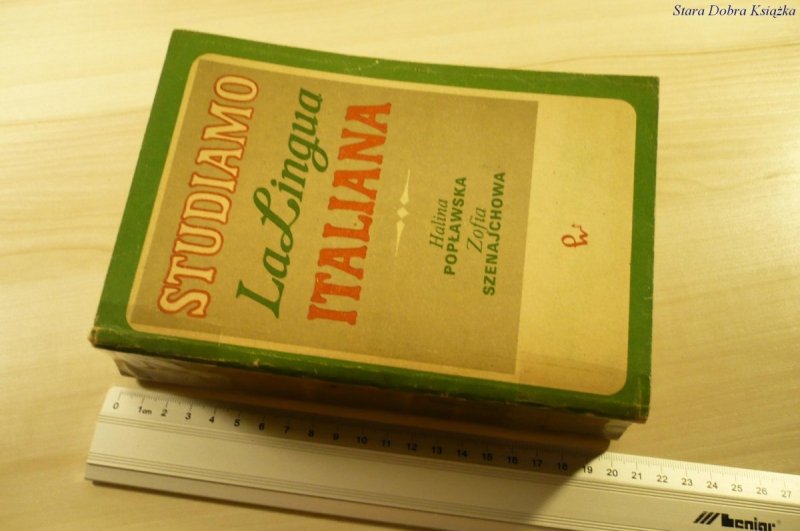 Stara Dobra Książka
STUDIAMO
La Lingua
ITALIANA
Halina
POPŁAWSKA
Zofia
SZENAJCHOWA
0 1cm 2 3 4 5 6 7 8 9 10 11 12 13 14 15 16 17 18 19 20 21 22 23 24 25 26 27
leniar